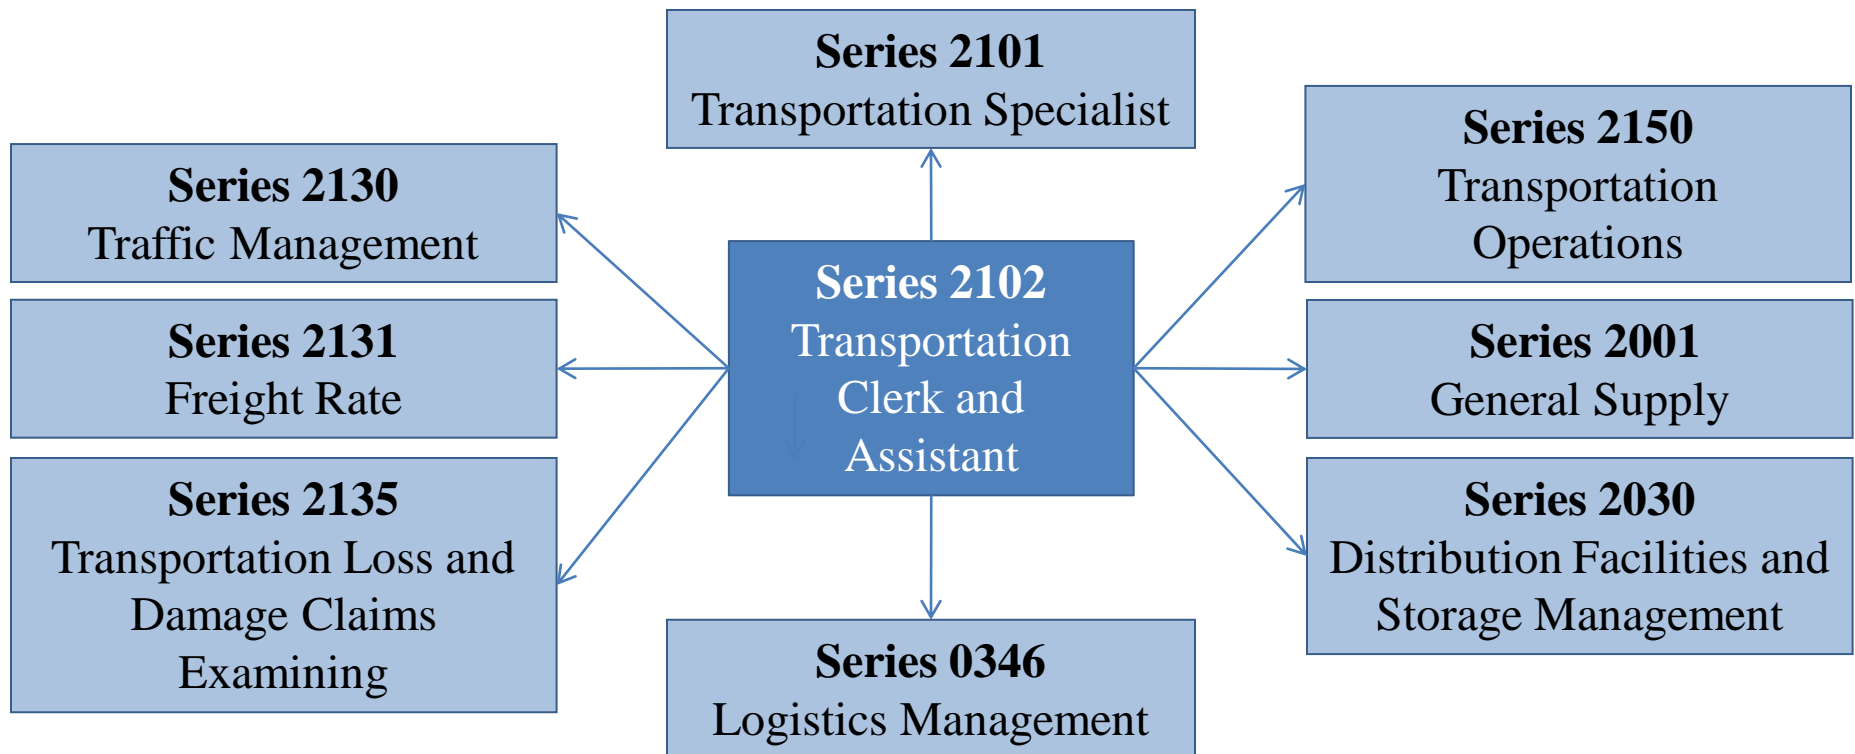 Series 2101
Transportation Specialist
Series 2130
Traffic Management
Series 2131
Freight Rate
Series 2135
Transportation Loss and
Damage Claims
Examining
Series 2102
Transportation
Clerk and
Assistant
Series 0346
Logistics Management
Series 2150
Transportation
Operations
Series 2001
General Supply
Series 2030
Distribution Facilities and
Storage Management